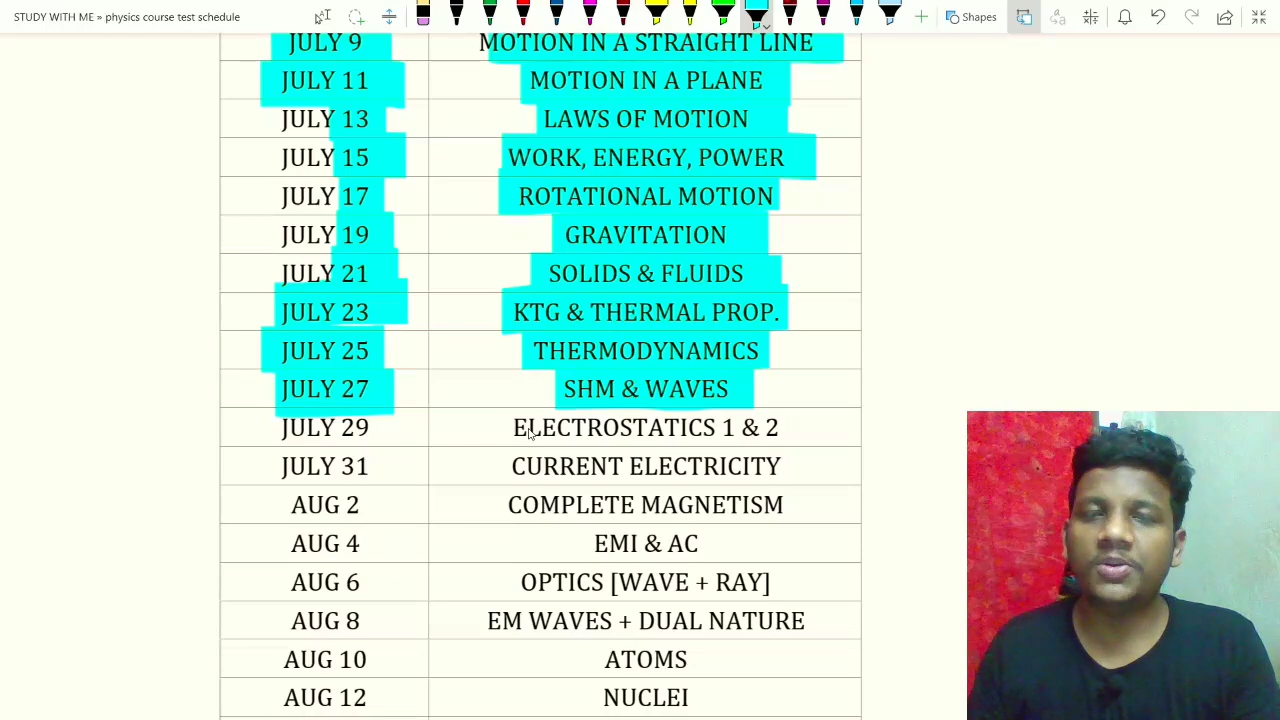 STUDY WITH ME » physics course test schedule
Shapes
JULY 9 MOTION IN A STRAIGHT LINE
JULY 11 MOTION IN A PLANE
JULY 13 LAWS OF MOTION
JULY 15 WORK, ENERGY, POWER
JULY 17 ROTATIONAL MOTION
JULY 19 GRAVITATION
JULY 21 SOLIDS & FLUIDS
JULY 23 KTG & THERMAL PROP.
JULY 25 THERMODYNAMICS
JULY 27 SHM & WAVES
JULY 29 ELECTROSTATICS 1 & 2
JULY 31 CURRENT ELECTRICITY
AUG 2 COMPLETE MAGNETISM
AUG 4 EMI & AC
AUG 6 OPTICS [WAVE + RAY]
AUG 8 EM WAVES + DUAL NATURE
AUG 10 ATOMS
AUG 12 NUCLEI